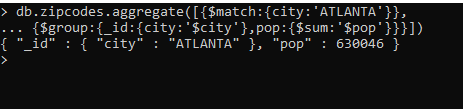 > db.zipcodes.aggregate([{$match:{city:'ATLANTA'}},
... {$group:{_id:{city:'$city'},pop:{$sum:'$pop'}}}])
{ "_id" : { "city" : "ATLANTA" }, "pop" : 630046 }
>